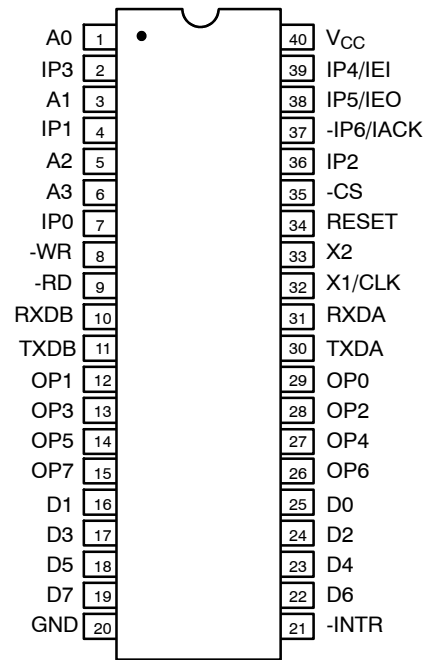 A0 1 40 VCC
IP3 2 39 IP4/IEI
A1 3 38 IP5/IEO
IP1 4 37 -IP6/IACK
A2 5 36 IP2
A3 6 35 -CS
IP0 7 34 RESET
-WR 8 33 X2
-RD 9 32 X1/CLK
RXDB 10 31 RXDA
TXDB 11 30 TXDA
OP1 12 29 OP0
OP3 13 28 OP2
OP5 14 27 OP4
OP7 15 26 OP6
D1 16 25 D0
D3 17 24 D2
D5 18 23 D4
D7 19 22 D6
GND 20 21 -INTR